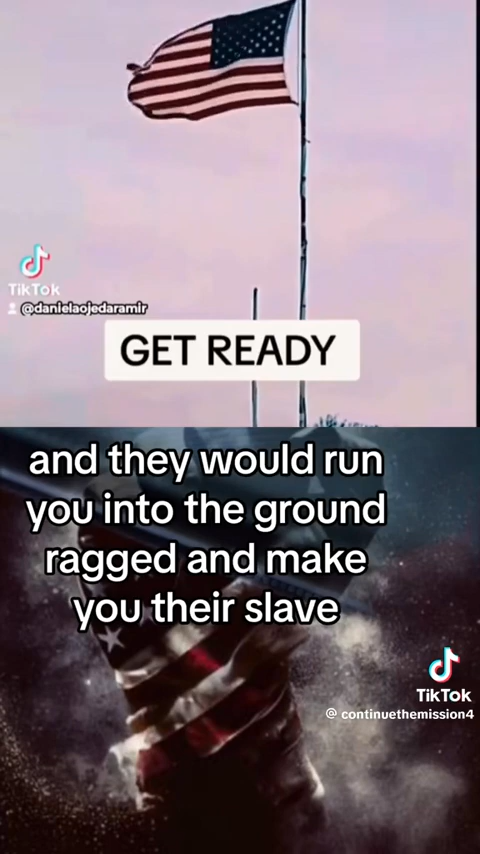 TikTok
@danielaojedaramlr
GET READY
and they would run
you into the ground
ragged and make
you their slave
TikTok
@ continuethemission4